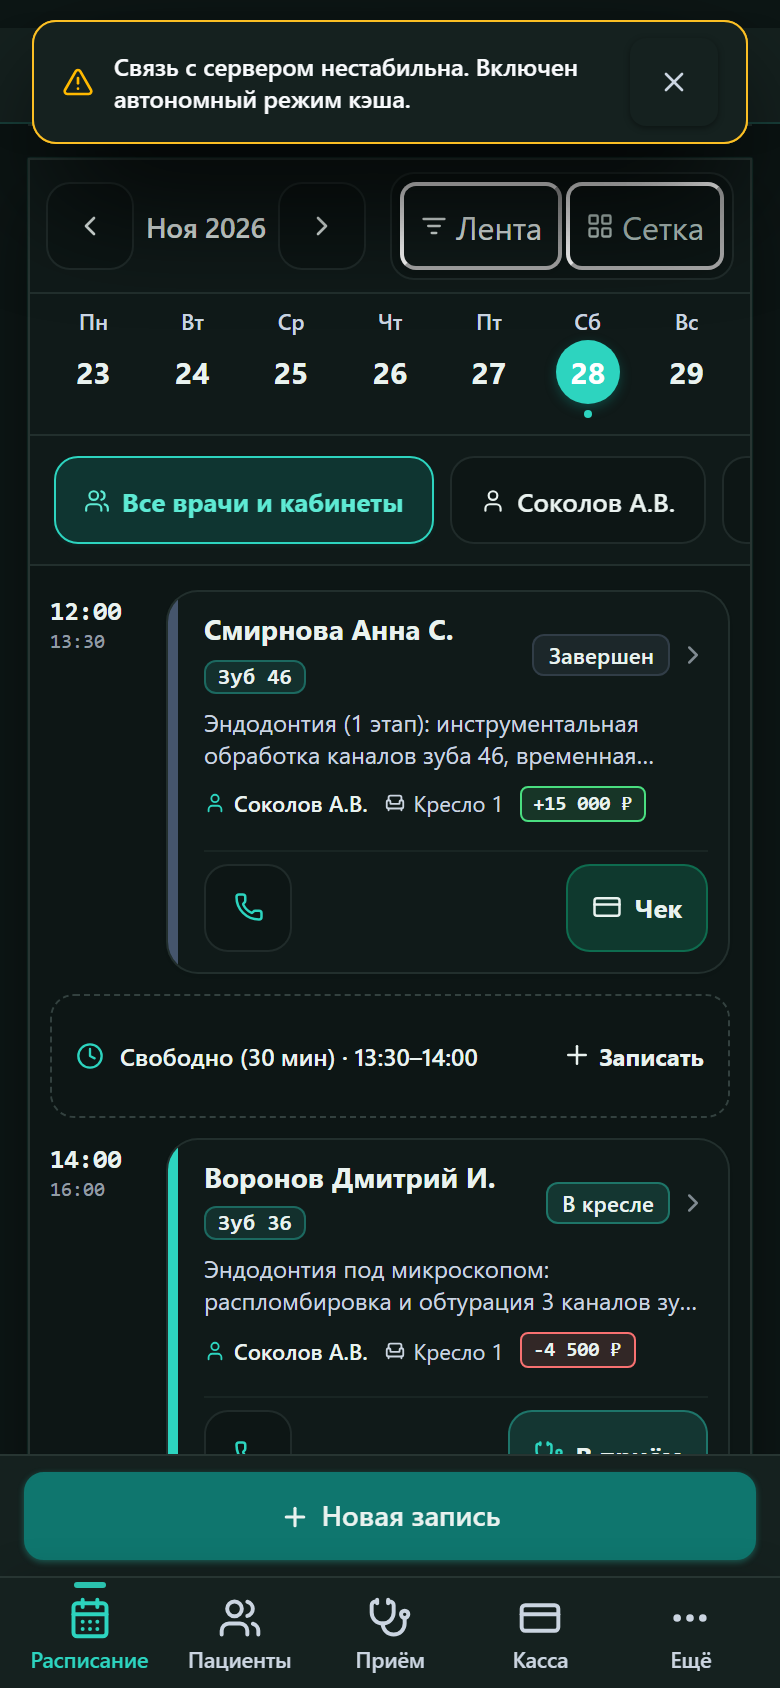 Связь с сервером нестабильна. Включен
автономный режим кэша.
Ноя 2026
Лента
Сетка
Пн Вт Ср Чт Пт Сб Вс
23 24 25 26 27 28 29
Все врачи и кабинеты
Соколов А.В.
12:00
13:30
Смирнова Анна С.
Завершен
Зуб 46
Эндодонтия (1 этап): инструментальная
обработка каналов зуба 46, временная...
Соколов А.В. Кресло 1 +15 000 ₽
Чек
Свободно (30 мин) · 13:30–14:00
Записать
14:00
16:00
Воронов Дмитрий И.
В кресле
Зуб 36
Эндодонтия под микроскопом:
распломбировка и обтурация 3 каналов зу...
Соколов А.В. Кресло 1 -4 500 ₽
Новая запись
Расписание Пациенты Приём Касса Ещё